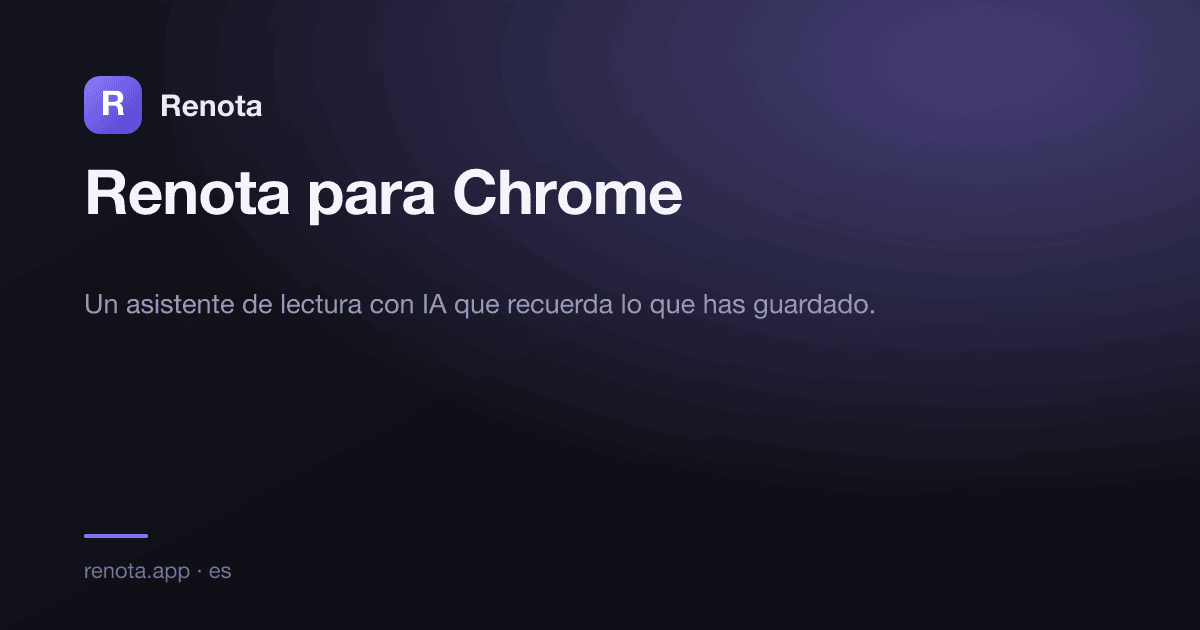 R
Renota
Renota para Chrome
Un asistente de lectura con IA que recuerda lo que has guardado.
renota.app · es